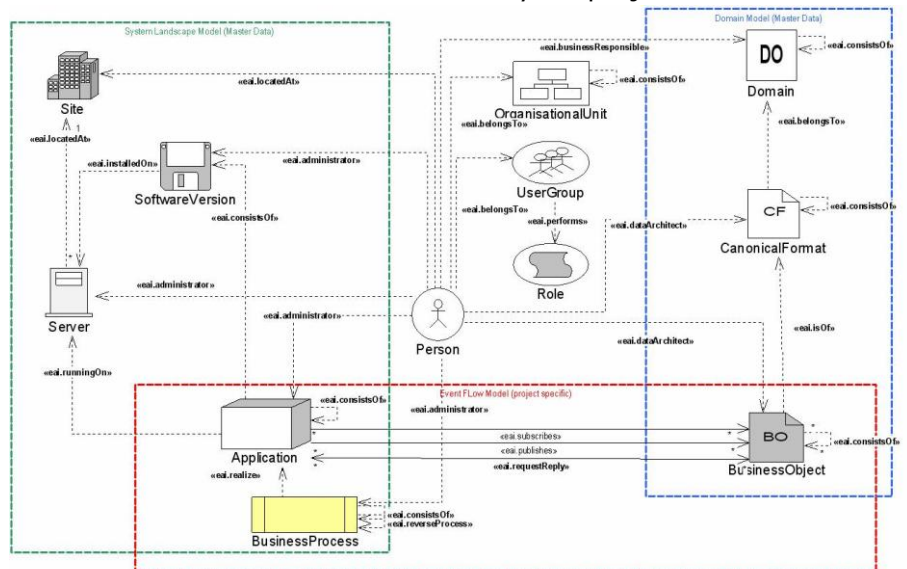 System Landscape Model (Master Data)
Domain Model (Master Data)
«eai.businessResponsible»
DO
«eai.consistsOf»
Domain
«eai.locatedAt»
«eai.consistsOf»
Site
OrganisationalUnit
1
«eai.belongsTo»
«eai.belongsTo»
«eai.locatedAt»
«eai.installedOn»
«eai.administrator»
SoftwareVersion
UserGroup
CF
«eai.consistsOf»
«eai.consistsOf»
«eai.belongsTo»
«eai.performs»
«eai.dataArchitect»
CanonicalFormat
*
«eai.administrator»
Role
Server
«eai.administrator»
«eai.isOf»
Person
«eai.dataArchitect»
«eai.runningOn»
Event FLow Model (project specific)
«eai.consistsOf»
«eai.administrator»
* * * *
«eai.subscribes»
BO
«eai.consistsOf»
* *
«eai.publishes»
Application
* *
«eai.requestReply»
BusinessObject
«eai.realize»
«eai.consistsOf»
«eai.reverseProcess»
BusinessProcess